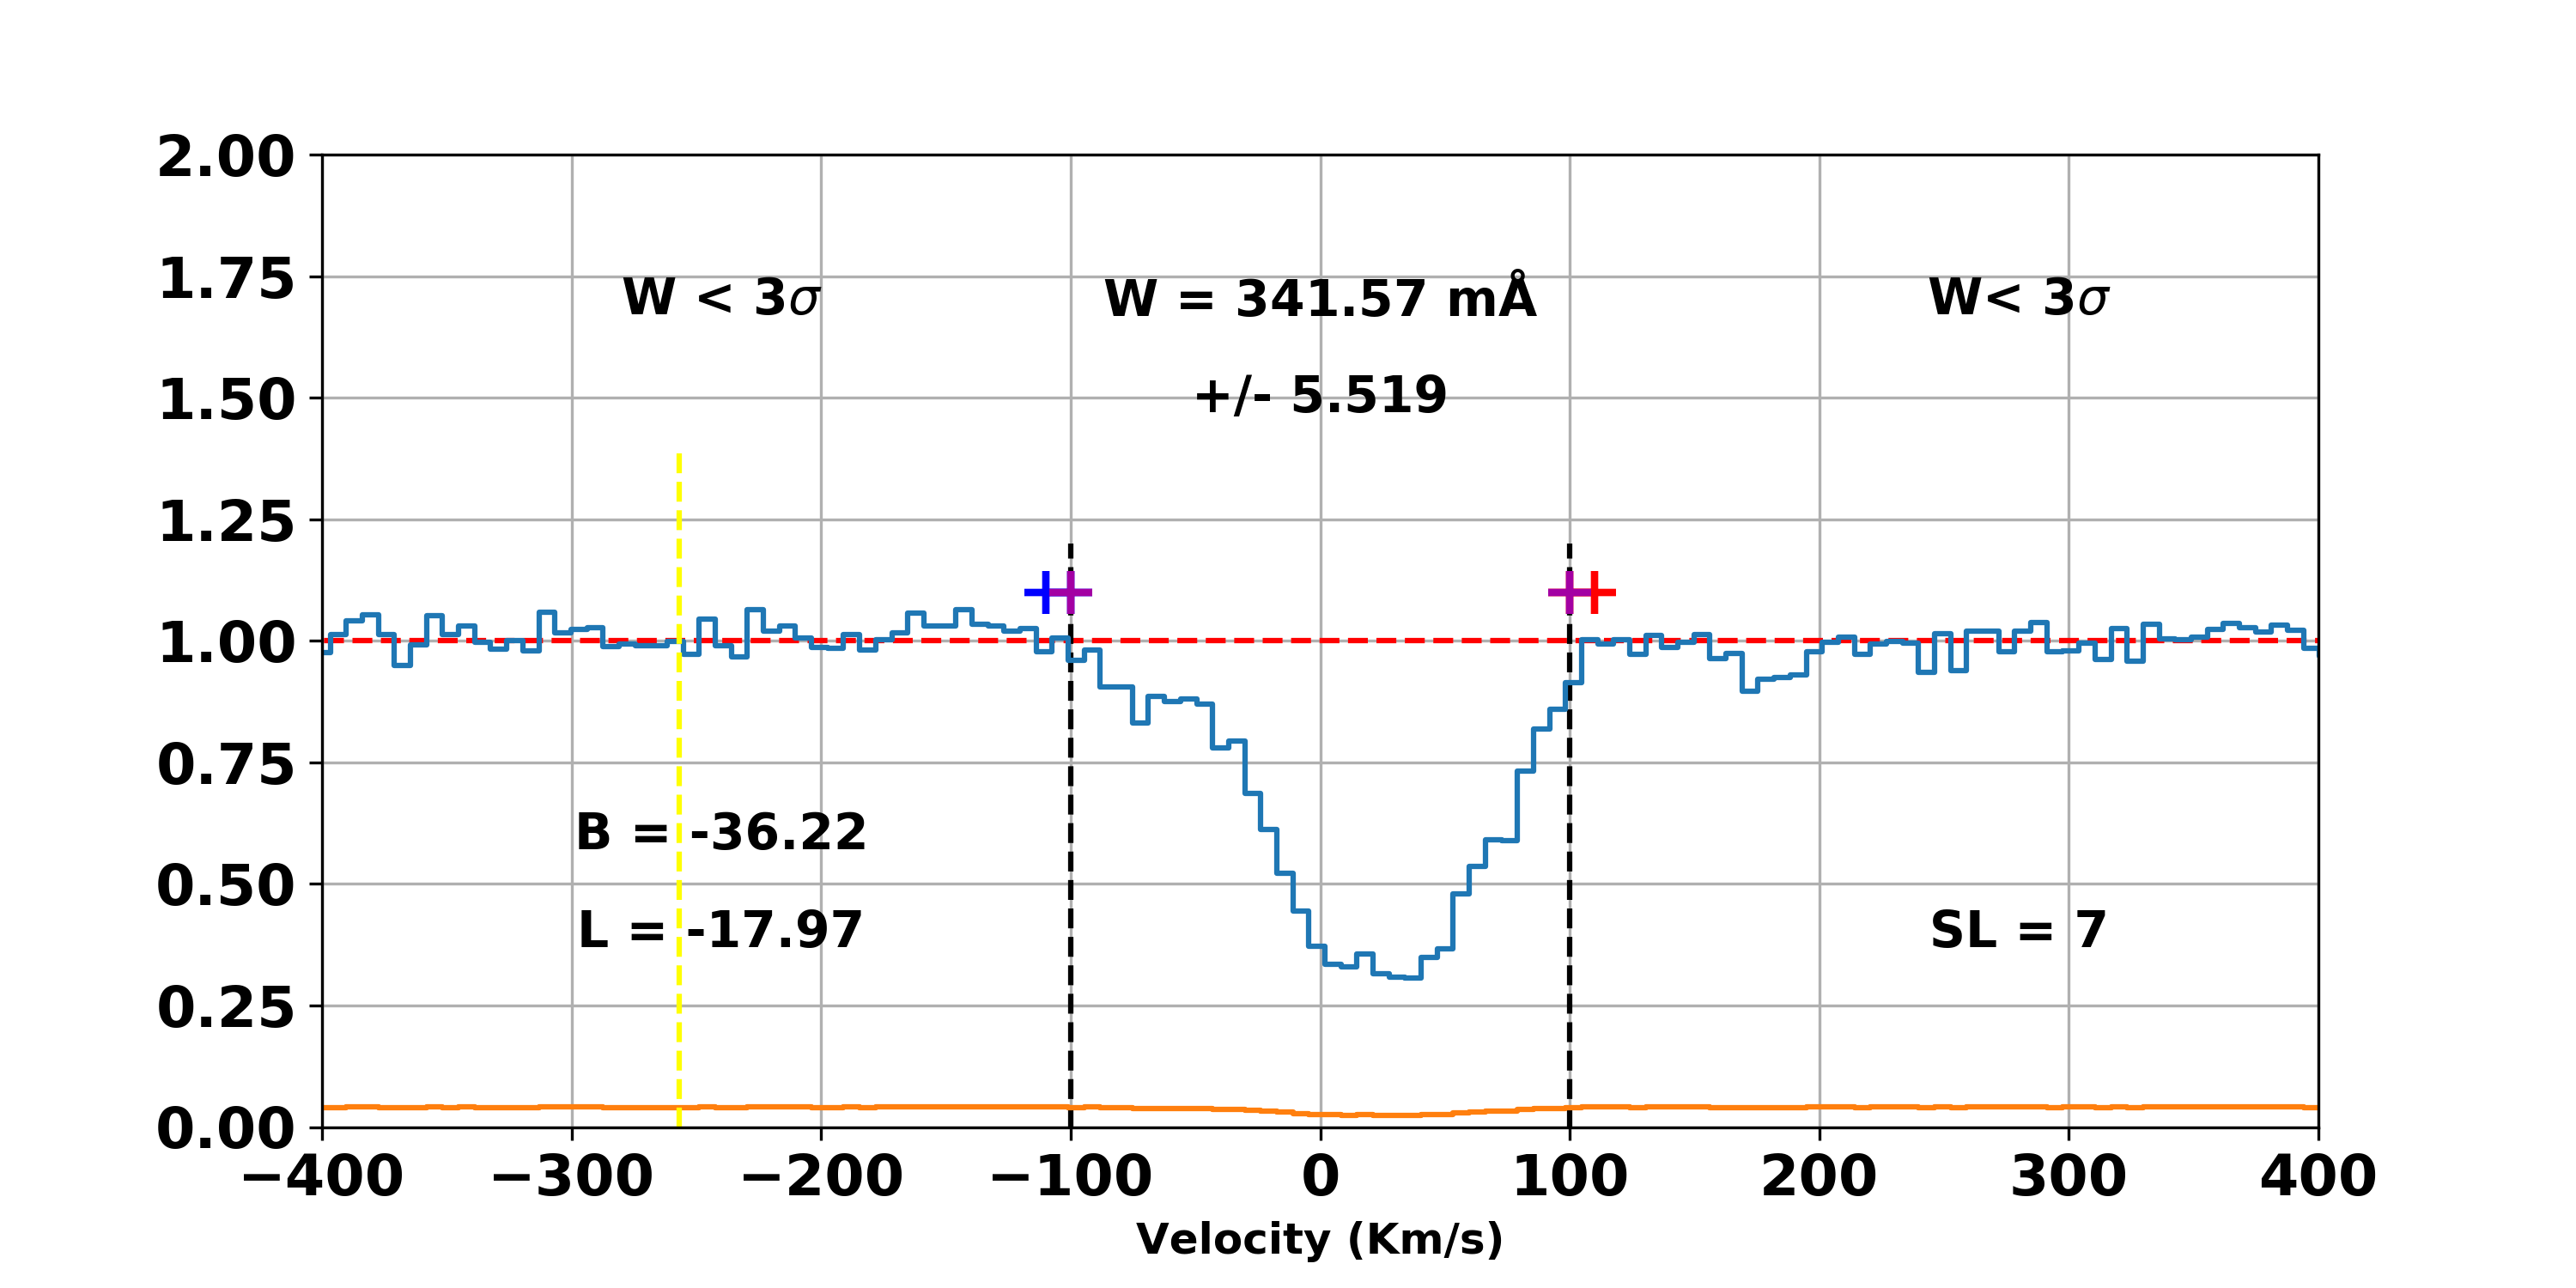 2.00
1.75
W < 3σ
W = 341.57 mÅ
W< 3σ
1.50
+/- 5.519
1.25
1.00
0.75
B = -36.22
0.50
L = -17.97
SL = 7
0.25
0.00
−400 −300 −200 −100 0 100 200 300 400
Velocity (Km/s)